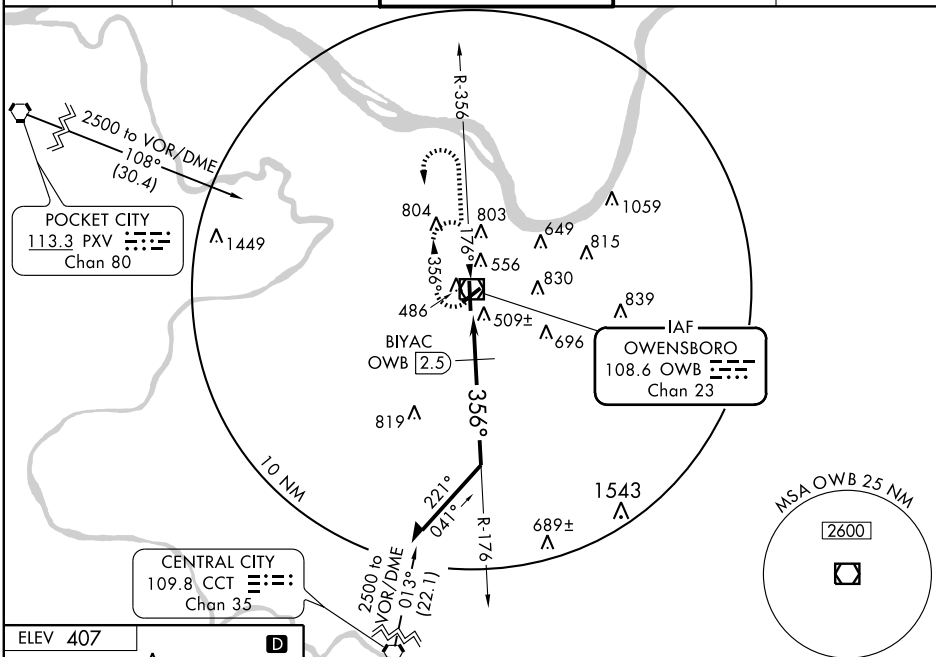 R-356
2500 to VOR/DME
108°
(30.4)
POCKET CITY
113.3 PXV
Chan 80
1449
804
803
1059
649
815
176°
356°
556
830
486
839
509±
696
IAF
OWENSBORO
108.6 OWB
Chan 23
BIYAC
OWB 2.5
356°
819
10 NM
221°
041°
R-176
1543
689±
MSA OWB 25 NM
2600
CENTRAL CITY
109.8 CCT
Chan 35
2500 to
VOR/DME
013°
(22.1)
ELEV 407
D